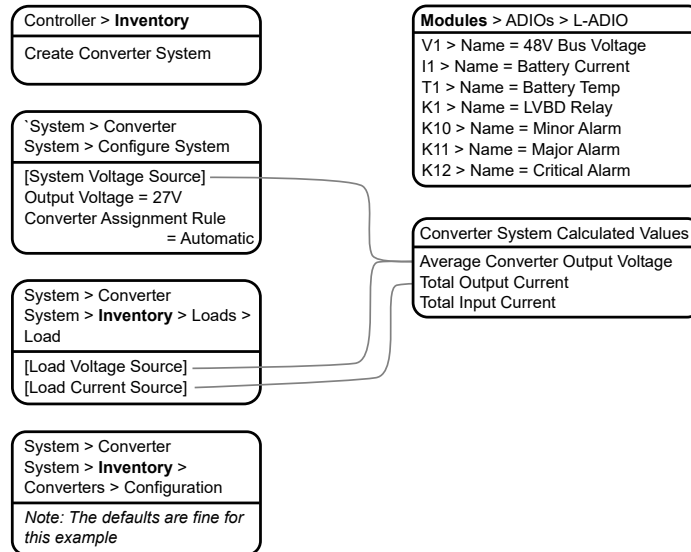 Controller > Inventory
Create Converter System
`System > Converter
System > Configure System
[System Voltage Source]
Output Voltage = 27V
Converter Assignment Rule
= Automatic
System > Converter
System > Inventory > Loads >
Load
[Load Voltage Source]
[Load Current Source]
System > Converter
System > Inventory >
Converters > Configuration
Note: The defaults are fine for
this example
Modules > ADIOs > L-ADIO
V1 > Name = 48V Bus Voltage
I1 > Name = Battery Current
T1 > Name = Battery Temp
K1 > Name = LVBD Relay
K10 > Name = Minor Alarm
K11 > Name = Major Alarm
K12 > Name = Critical Alarm
Converter System Calculated Values
Average Converter Output Voltage
Total Output Current
Total Input Current